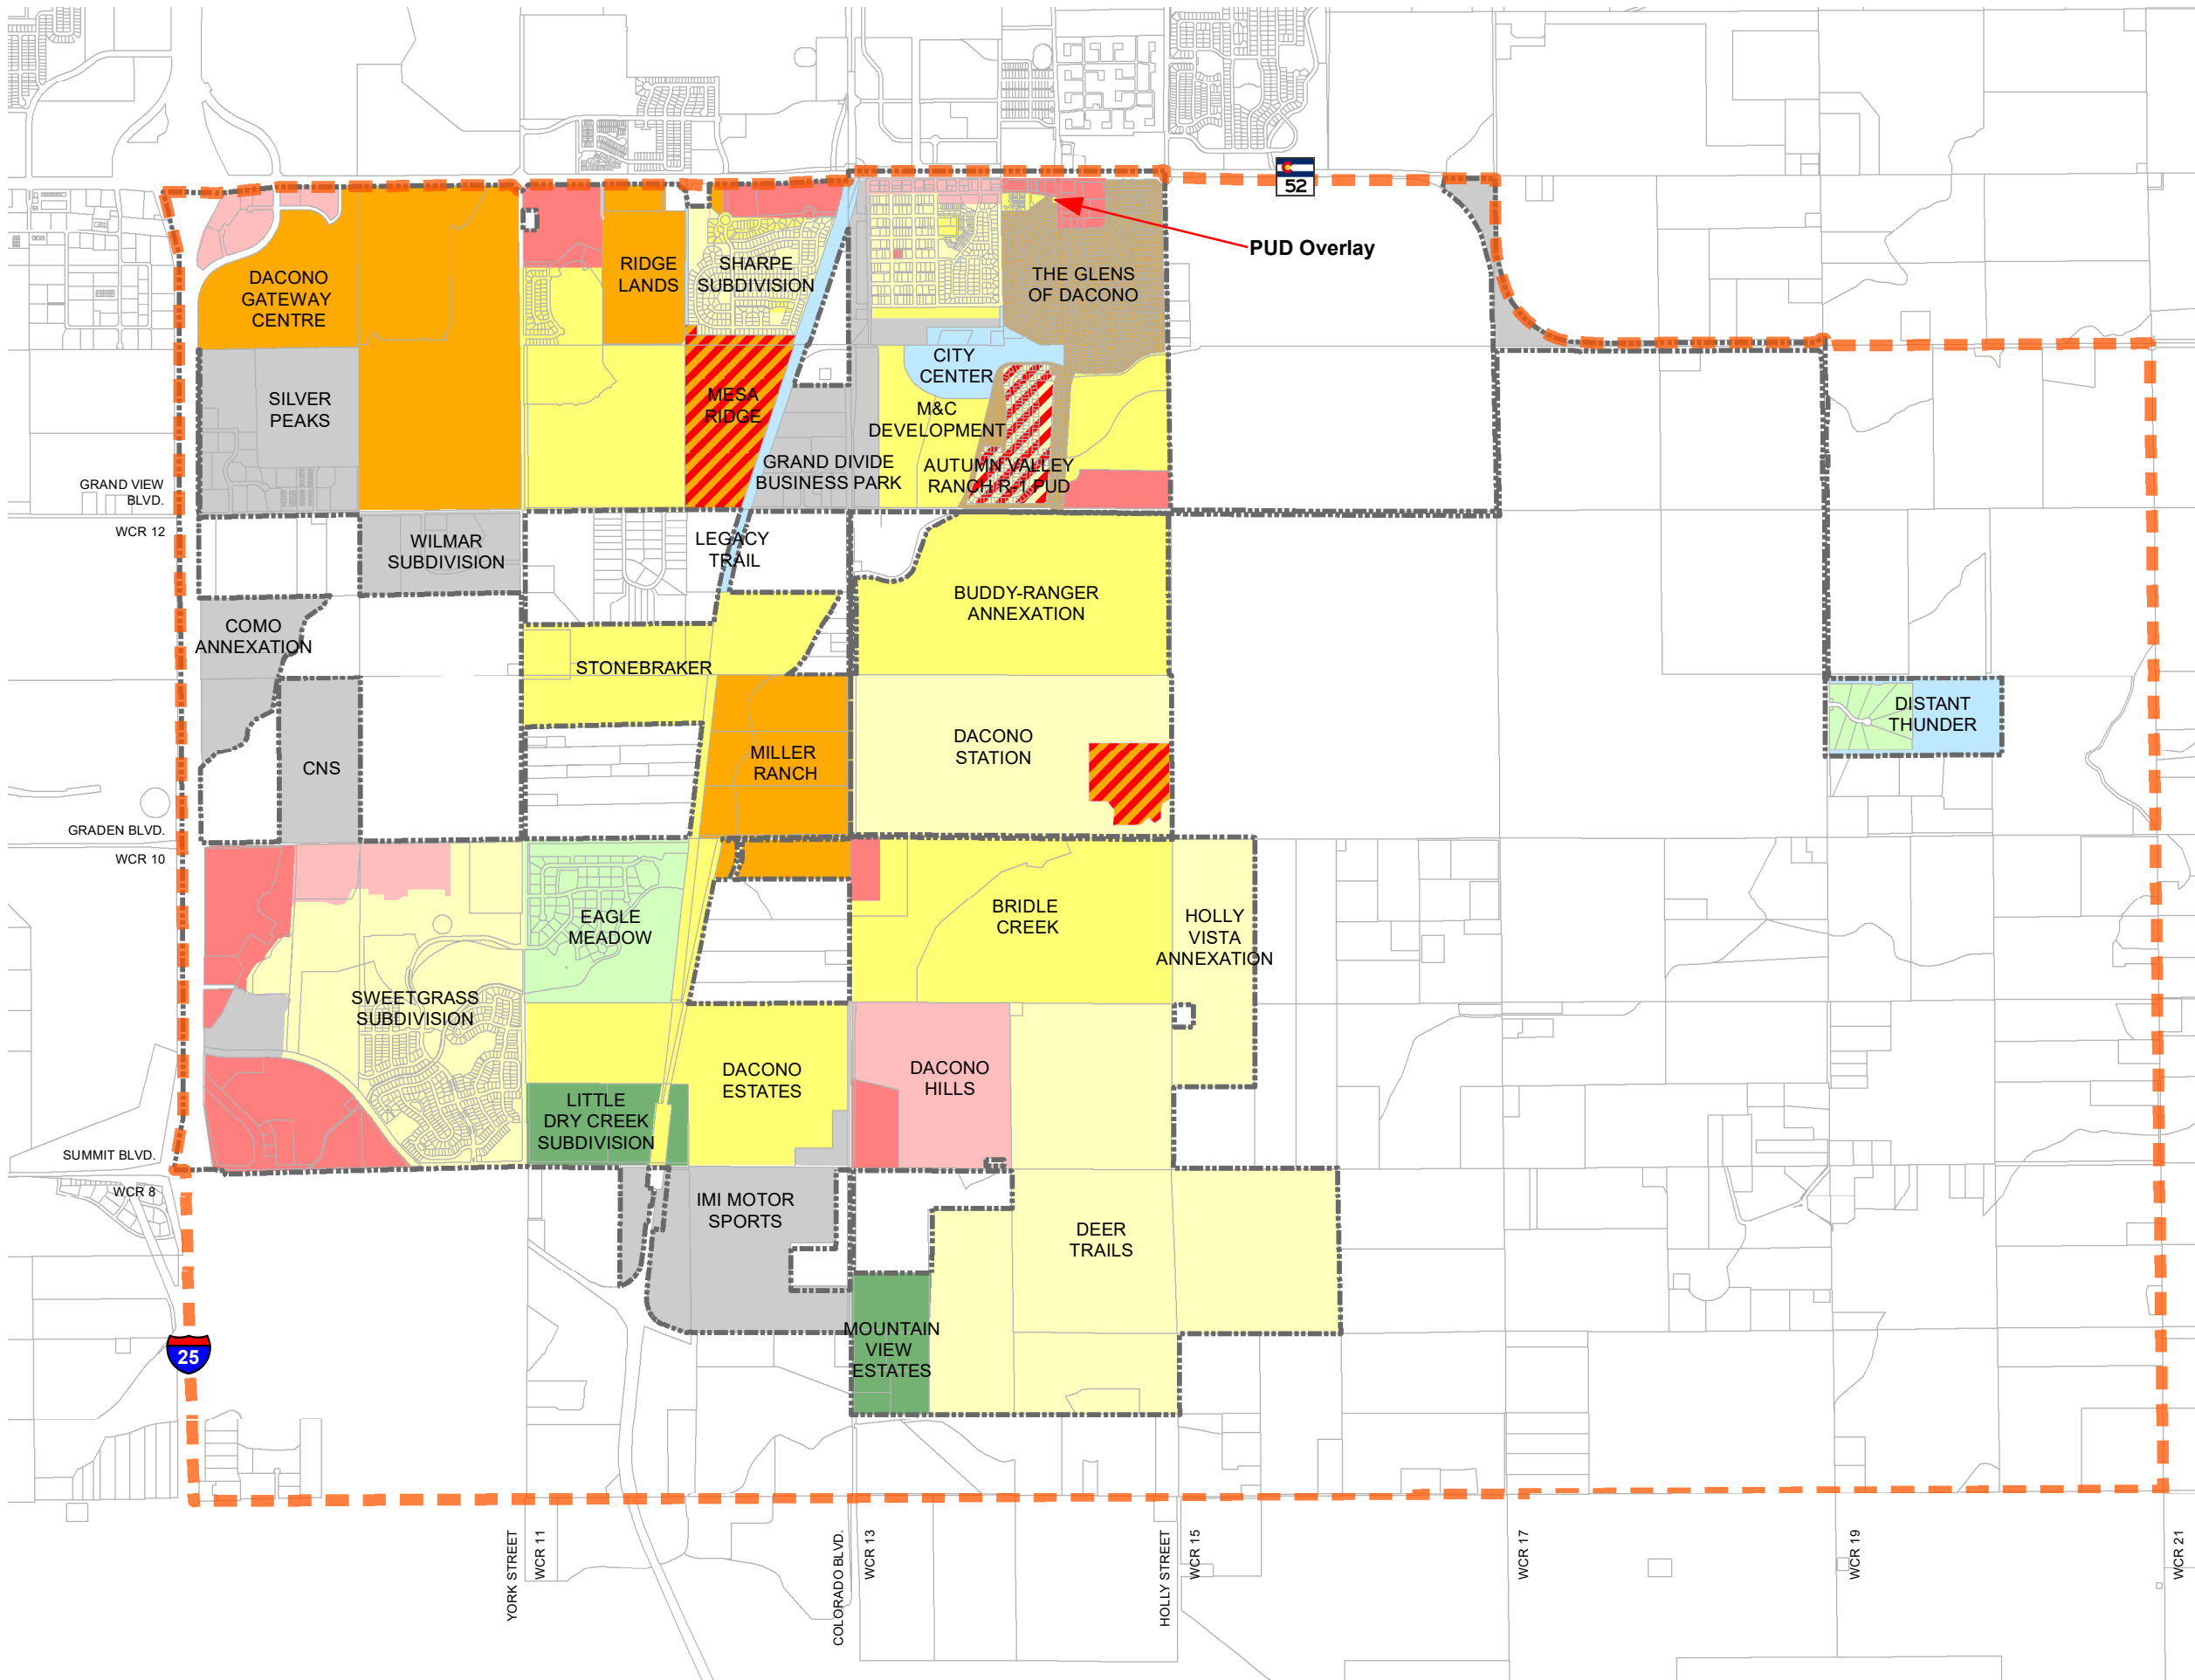 52
PUD Overlay
DACONO
GATEWAY
CENTRE
RIDGE
LANDS
SHARPE
SUBDIVISION
THE GLENS
OF DACONO
SILVER
PEAKS
MESA
RIDGE
CITY
CENTER
M&C
DEVELOPMENT
GRAND DIVIDE
BUSINESS PARK
AUTUMN VALLEY
RANCH R-1 PUD
GRAND VIEW
BLVD.
WCR 12
WILMAR
SUBDIVISION
LEGACY
TRAIL
BUDDY-RANGER
ANNEXATION
COMO
ANNEXATION
STONEBRAKER
DISTANT
THUNDER
CNS
MILLER
RANCH
DACONO
STATION
GRADEN BLVD.
WCR 10
EAGLE
MEADOW
BRIDLE
CREEK
HOLLY
VISTA
ANNEXATION
SWEETGRASS
SUBDIVISION
DACONO
ESTATES
DACONO
HILLS
LITTLE
DRY CREEK
SUBDIVISION
SUMMIT BLVD.
WCR 8
IMI MOTOR
SPORTS
DEER
TRAILS
25
MOUNTAIN
VIEW
ESTATES
YORK STREET
WCR 11
COLORADO BLVD.
WCR 13
HOLLY STREET
WCR 15
WCR 17
WCR 19
WCR 21